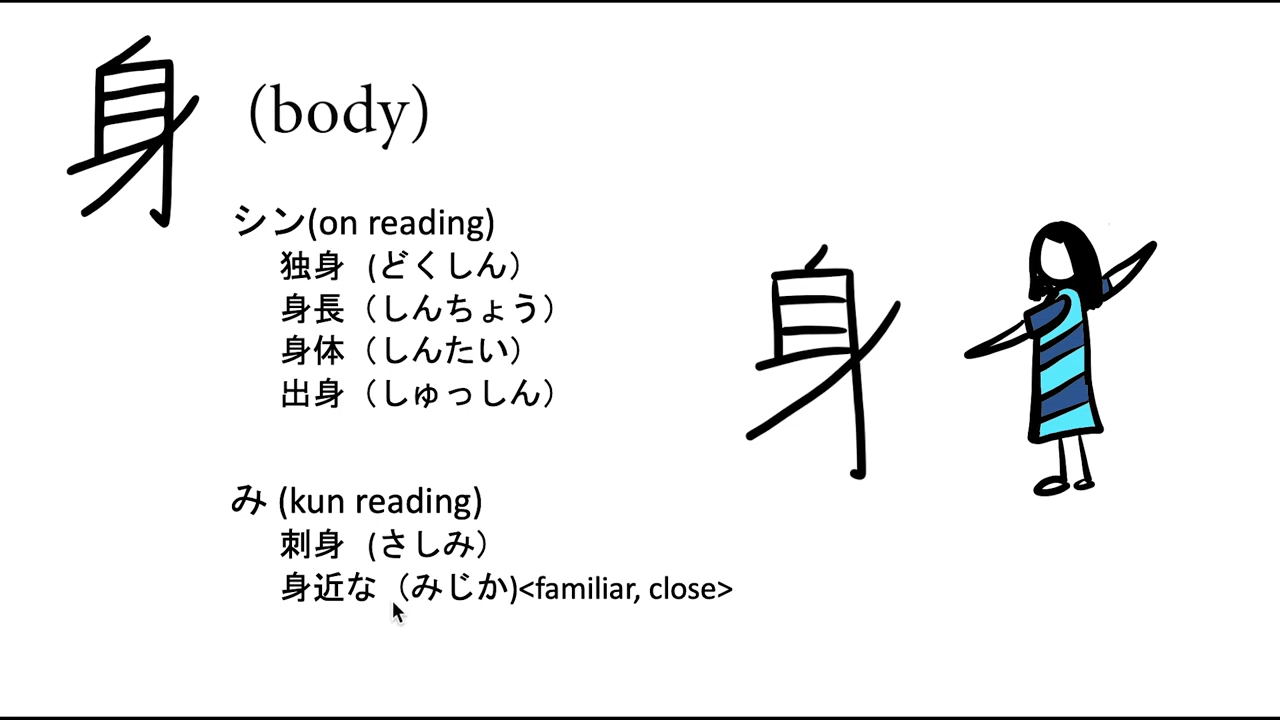 身 (body)
シン(on reading)
独身 (どくしん）
身長（しんちょう）
身体（しんたい）
出身（しゅっしん）
身
み (kun reading)
刺身 (さしみ）
身近な（みじか)<familiar, close>